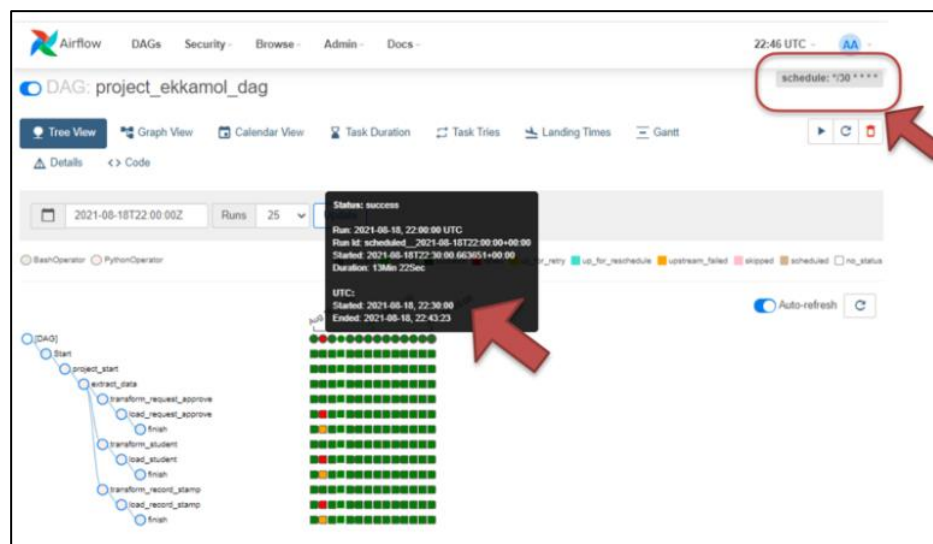 Airflow DAGs Security Browse Admin Docs 22:46 UTC AA
schedule: */30 * * * *
DAG: project_ekkamol_dag
Tree View Graph View Calendar View Task Duration Task Tries Landing Times Gantt
Details <> Code
2021-08-18T22:00:00Z Runs 25
Status: success
Run: 2021-08-18, 22:00:00 UTC
Run Id: scheduled__2021-08-18T22:00:00+00:00
Started: 2021-08-18T22:30:00.663651+00:00
Duration: 13Min 22Sec
UTC:
Started: 2021-08-18, 22:30:00
Ended: 2021-08-18, 22:43:23
BashOperator PythonOperator up_for_reschedule upstream_failed skipped scheduled no_status
Auto-refresh
[DAG]
Start
project_start
extract_data
transform_request_approve
load_request_approve
finish
transform_student
load_student
finish
transform_record_stamp
load_record_stamp
finish